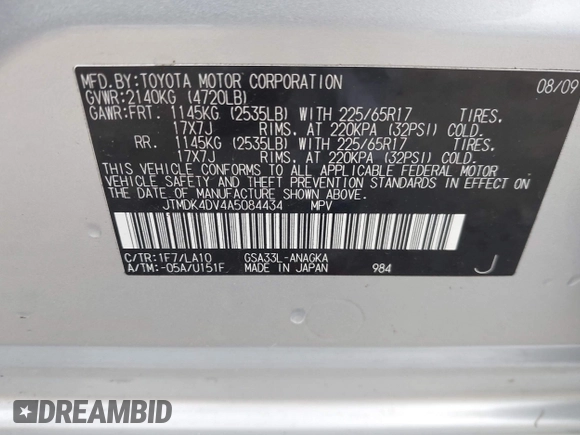 MFD.BY:TOYOTA MOTOR CORPORATION 08/09
GVWR:2140KG (4720LB)
GAWR:FRT. 1145KG (2535LB) WITH 225/65R17 TIRES.
17X7J RIMS. AT 220KPA (32PSI) COLD.
RR. 1145KG (2535LB) WITH 225/65R17 TIRES.
17X7J RIMS. AT 220KPA (32PSI) COLD.
THIS VEHICLE CONFORMS TO ALL APPLICABLE FEDERAL MOTOR
VEHICLE SAFETY AND THEFT PREVENTION STANDARDS IN EFFECT ON
THE DATE OF MANUFACTURE SHOWN ABOVE.
JTMDK4DV4A5084434 MPV
C/TR:1F7/LA10 GSA33L-ANAGKA
A/TM:-05A/U151F MADE IN JAPAN 984 J
DREAMBID